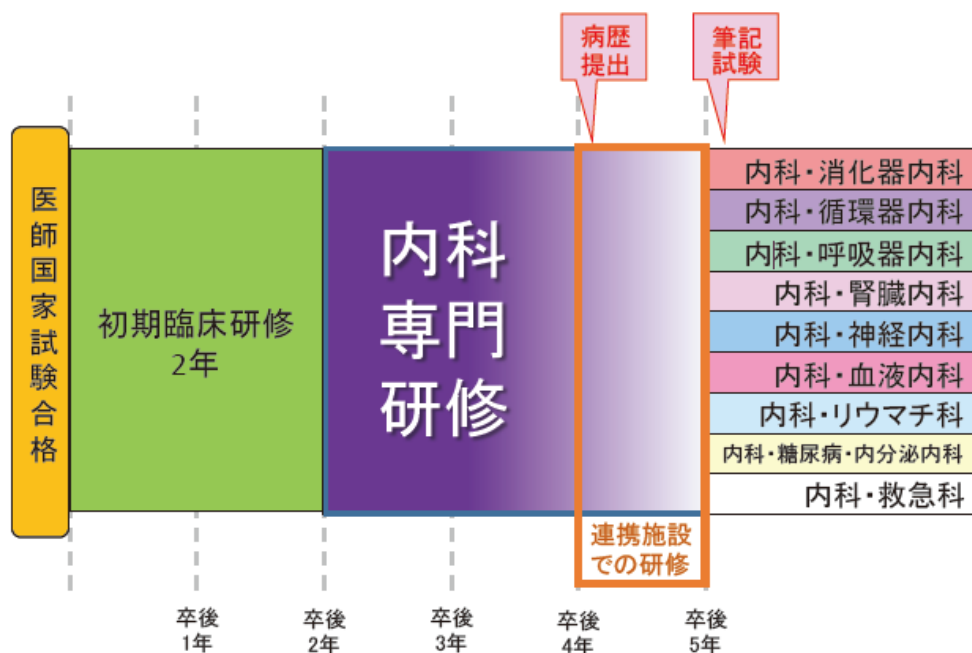 病歴
提出
筆記
試験
医師国家試験合格
初期臨床研修
2年
内科
専門
研修
内科・消化器内科
内科・循環器内科
内科・呼吸器内科
内科・腎臓内科
内科・神経内科
内科・血液内科
内科・リウマチ科
内科・糖尿病・内分泌内科
内科・救急科
連携施設
での研修
卒後
1年
卒後
2年
卒後
3年
卒後
4年
卒後
5年